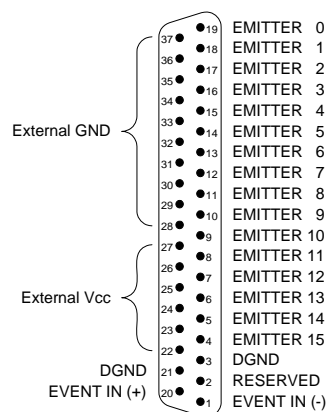 19 EMITTER 0
37
18 EMITTER 1
36
17 EMITTER 2
35
16 EMITTER 3
34
15 EMITTER 4
33
External GND
14 EMITTER 5
32
13 EMITTER 6
31
12 EMITTER 7
30
11 EMITTER 8
29
10 EMITTER 9
28
9 EMITTER 10
27
8 EMITTER 11
26
7 EMITTER 12
25
External Vcc
6 EMITTER 13
24
5 EMITTER 14
23
4 EMITTER 15
22
3 DGND
DGND 21
2 RESERVED
EVENT IN (+) 20
1 EVENT IN (-)